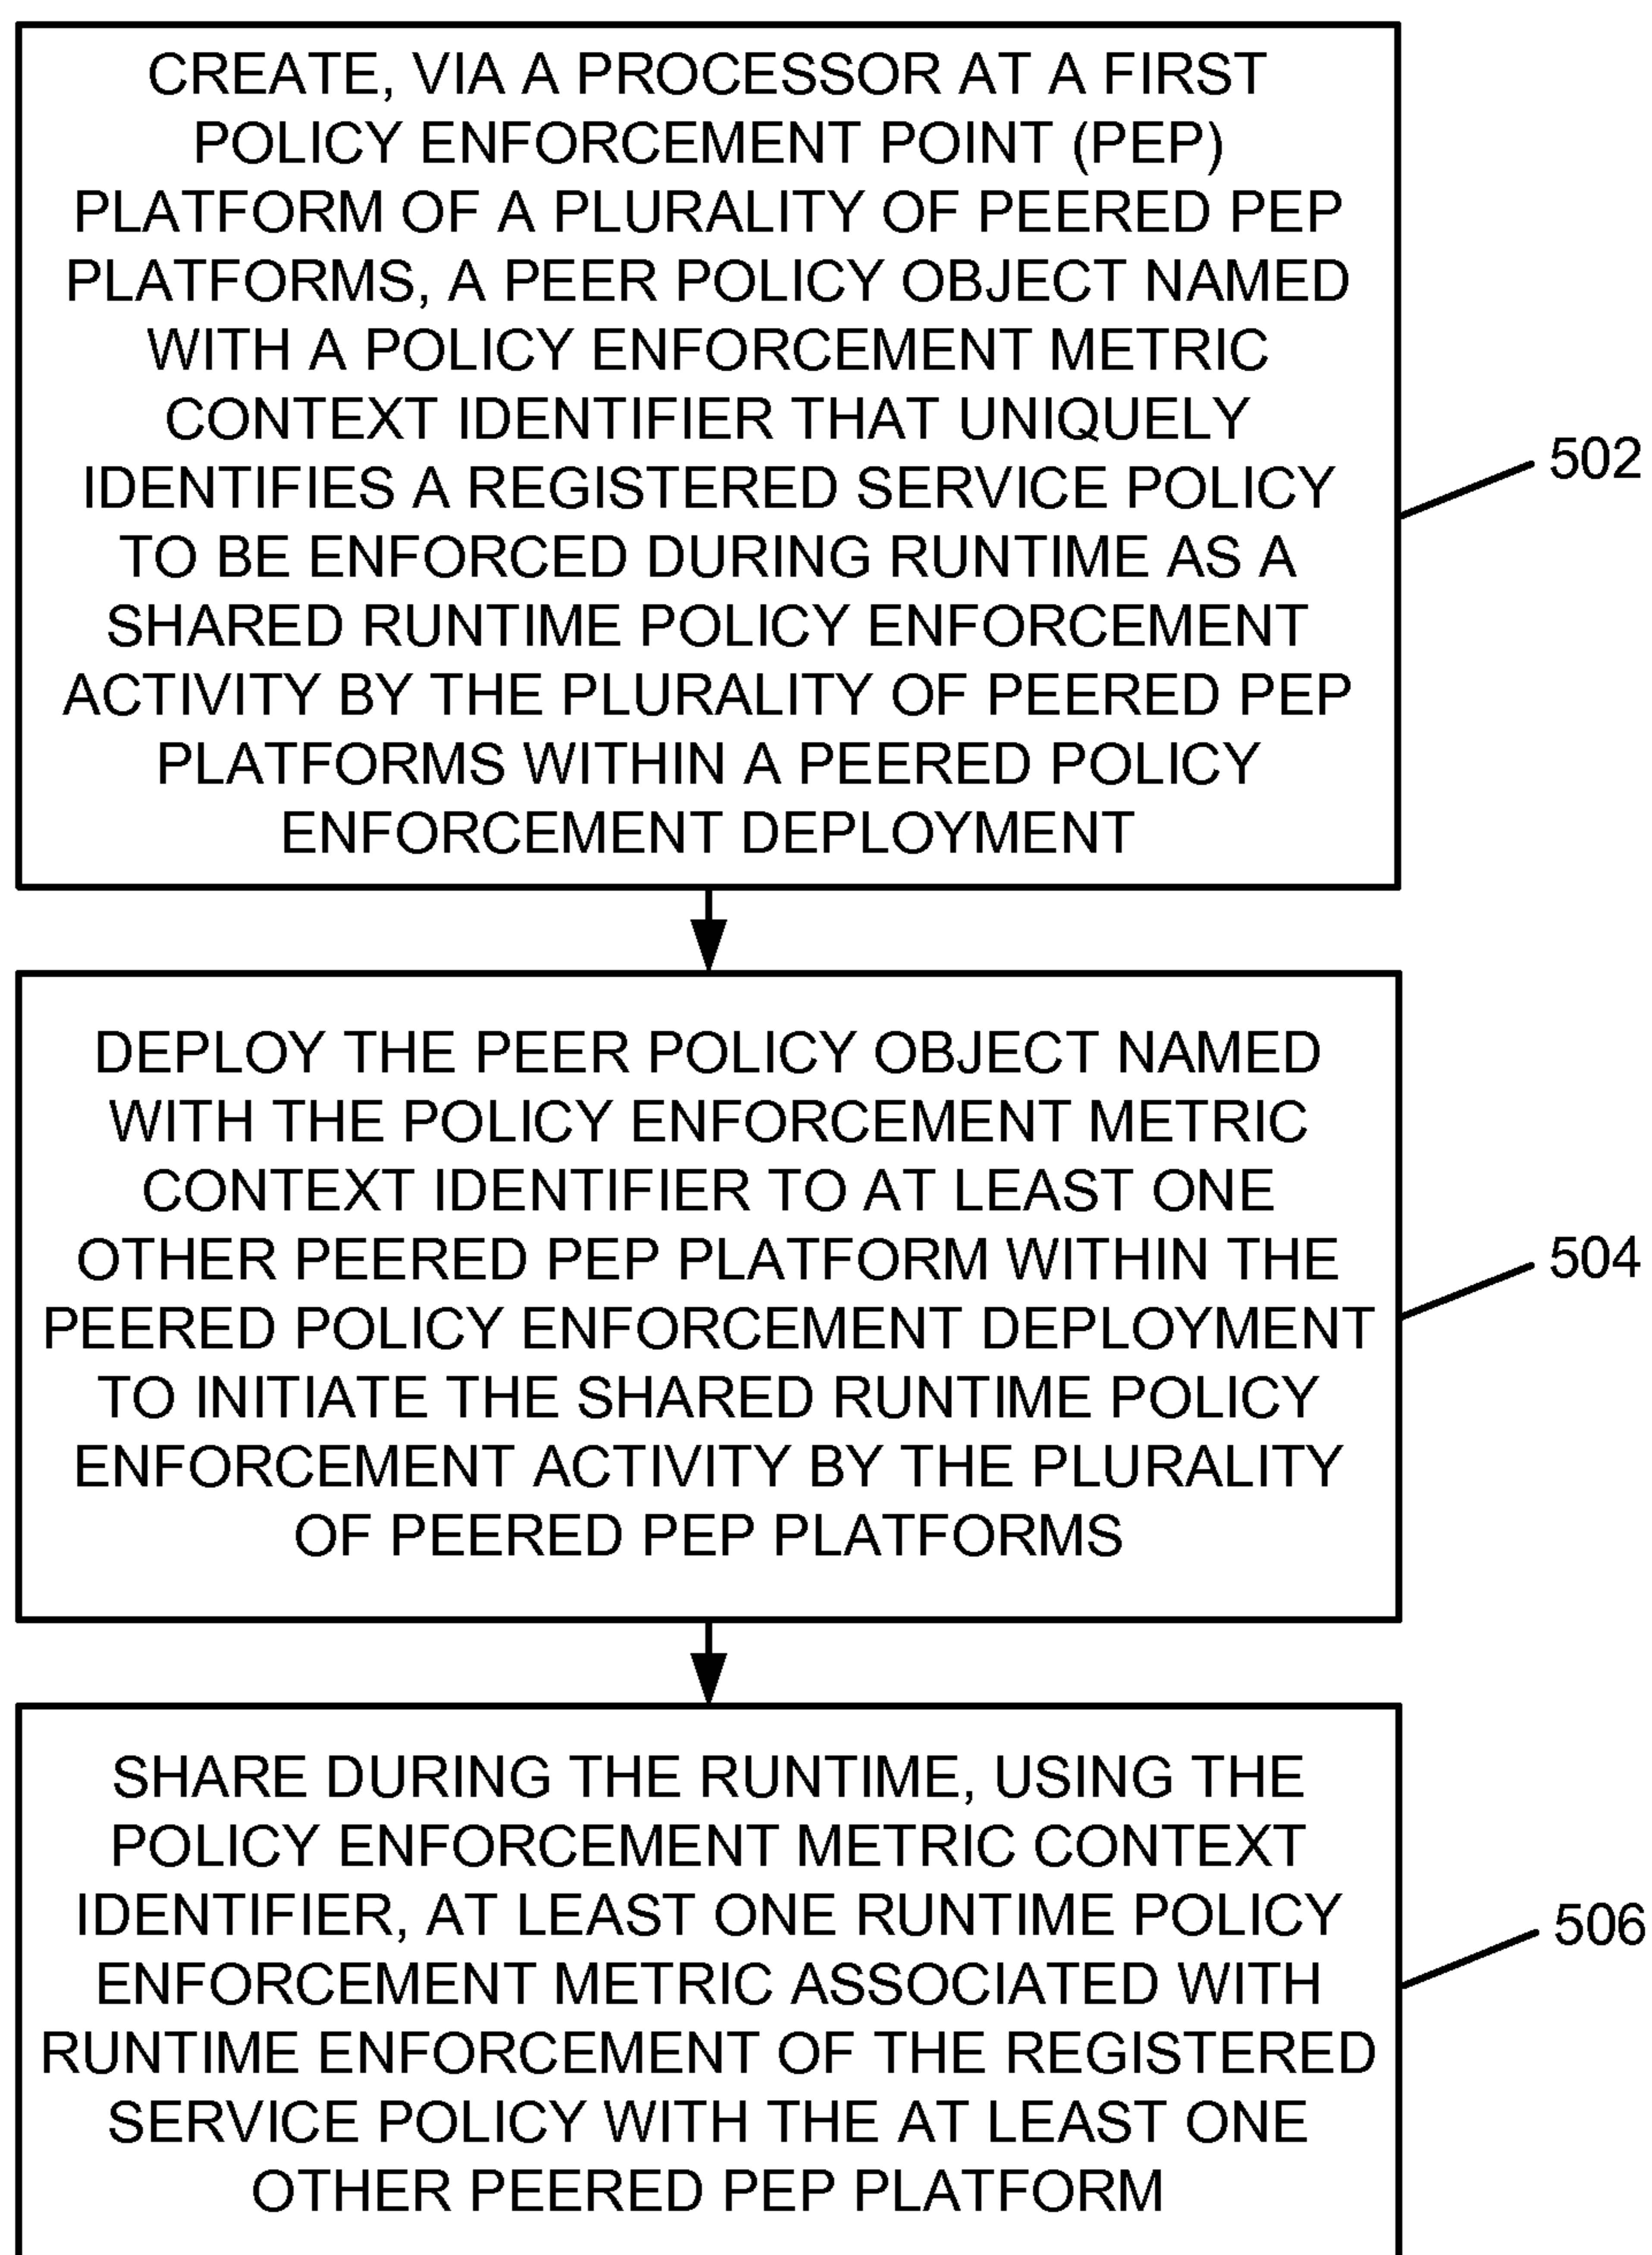 CREATE, VIA A PROCESSOR AT A FIRST
POLICY ENFORCEMENT POINT (PEP)
PLATFORM OF A PLURALITY OF PEERED PEP
PLATFORMS, A PEER POLICY OBJECT NAMED
WITH A POLICY ENFORCEMENT METRIC
CONTEXT IDENTIFIER THAT UNIQUELY
IDENTIFIES A REGISTERED SERVICE POLICY
TO BE ENFORCED DURING RUNTIME AS A
SHARED RUNTIME POLICY ENFORCEMENT
ACTIVITY BY THE PLURALITY OF PEERED PEP
PLATFORMS WITHIN A PEERED POLICY
ENFORCEMENT DEPLOYMENT
502
DEPLOY THE PEER POLICY OBJECT NAMED
WITH THE POLICY ENFORCEMENT METRIC
CONTEXT IDENTIFIER TO AT LEAST ONE
OTHER PEERED PEP PLATFORM WITHIN THE
PEERED POLICY ENFORCEMENT DEPLOYMENT
TO INITIATE THE SHARED RUNTIME POLICY
ENFORCEMENT ACTIVITY BY THE PLURALITY
OF PEERED PEP PLATFORMS
504
SHARE DURING THE RUNTIME, USING THE
POLICY ENFORCEMENT METRIC CONTEXT
IDENTIFIER, AT LEAST ONE RUNTIME POLICY
ENFORCEMENT METRIC ASSOCIATED WITH
RUNTIME ENFORCEMENT OF THE REGISTERED
SERVICE POLICY WITH THE AT LEAST ONE
OTHER PEERED PEP PLATFORM
506